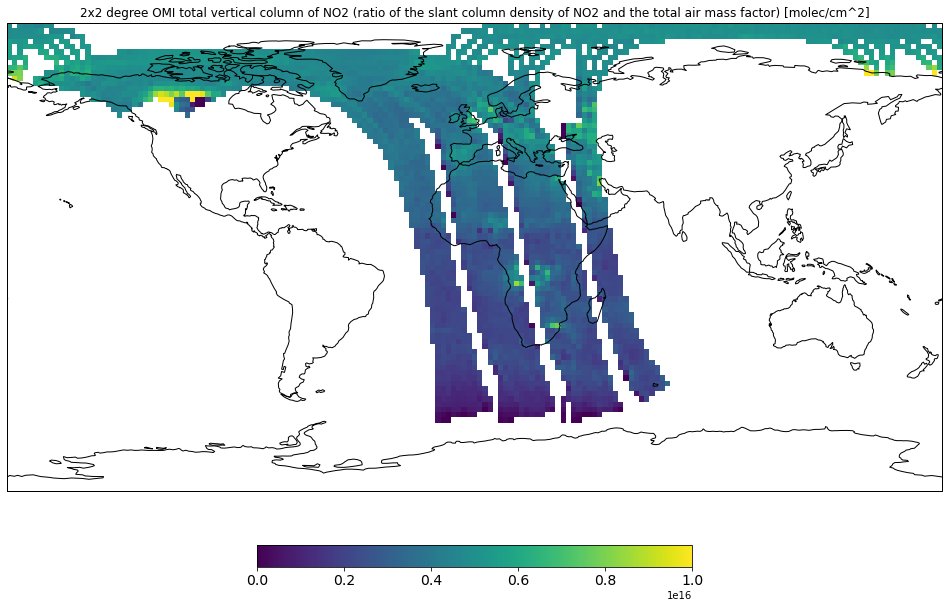 2x2 degree OMI total vertical column of NO2 (ratio of the slant column density of NO2 and the total air mass factor) [molec/cm^2]
0.0 0.2 0.4 0.6 0.8 1.0
1e16